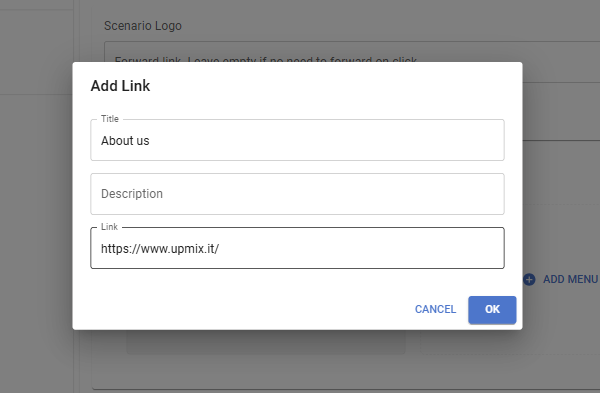 Scenario Logo
Forward link. Leave empty if no need to forward on click
Add Link
Title
About us
Description
Link
https://www.upmix.it/
ADD MENU
CANCEL
OK